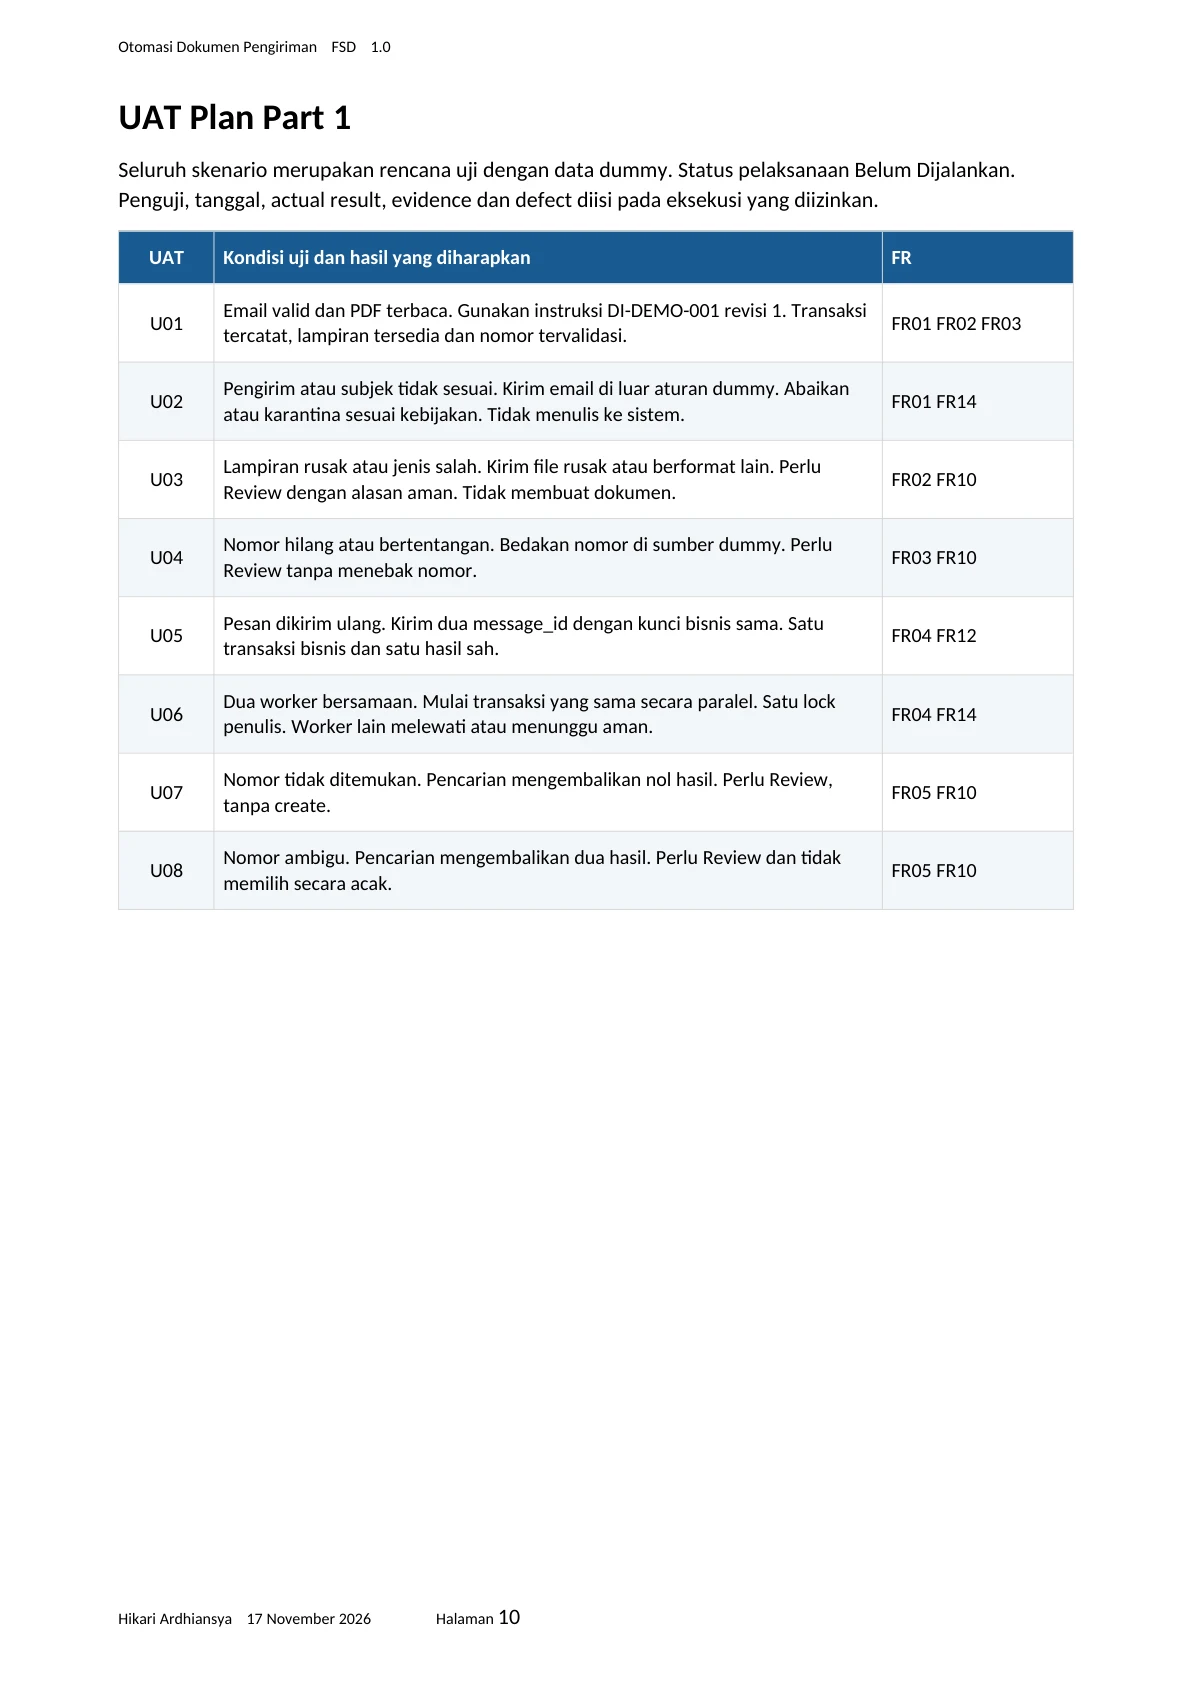 Otomasi Dokumen Pengiriman FSD 1.0
UAT Plan Part 1
Seluruh skenario merupakan rencana uji dengan data dummy. Status pelaksanaan Belum Dijalankan.
Penguji, tanggal, actual result, evidence dan defect diisi pada eksekusi yang diizinkan.
UAT Kondisi uji dan hasil yang diharapkan FR
Email valid dan PDF terbaca. Gunakan instruksi DI-DEMO-001 revisi 1. Transaksi
U01 FR01 FR02 FR03
tercatat, lampiran tersedia dan nomor tervalidasi.
Pengirim atau subjek tidak sesuai. Kirim email di luar aturan dummy. Abaikan
U02 FR01 FR14
atau karantina sesuai kebijakan. Tidak menulis ke sistem.
Lampiran rusak atau jenis salah. Kirim file rusak atau berformat lain. Perlu
U03 FR02 FR10
Review dengan alasan aman. Tidak membuat dokumen.
Nomor hilang atau bertentangan. Bedakan nomor di sumber dummy. Perlu
U04 FR03 FR10
Review tanpa menebak nomor.
Pesan dikirim ulang. Kirim dua message_id dengan kunci bisnis sama. Satu
U05 FR04 FR12
transaksi bisnis dan satu hasil sah.
Dua worker bersamaan. Mulai transaksi yang sama secara paralel. Satu lock
U06 FR04 FR14
penulis. Worker lain melewati atau menunggu aman.
Nomor tidak ditemukan. Pencarian mengembalikan nol hasil. Perlu Review,
U07 FR05 FR10
tanpa create.
Nomor ambigu. Pencarian mengembalikan dua hasil. Perlu Review dan tidak
U08 FR05 FR10
memilih secara acak.
Hikari Ardhiansya 17 November 2026 Halaman 10